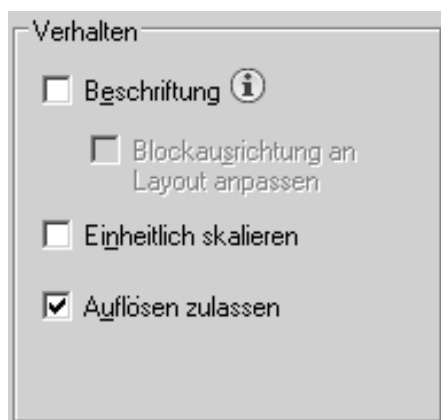 Verhalten
Beschriftung
Blockausrichtung an
Layout anpassen
Einheitlich skalieren
Auflösen zulassen